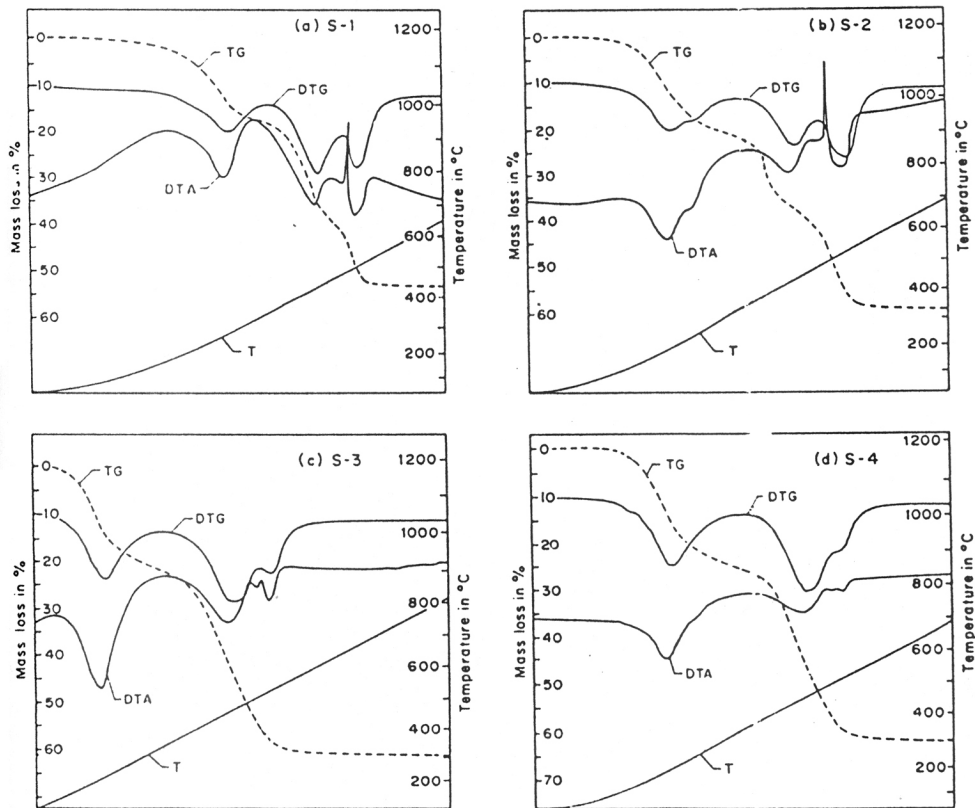 (a) S-1
1200
0
TG
10
DTG
1000
20
DTA
800
30
40
600
50
400
60
T
200
Mass loss in %
Temperature in °C
(b) S-2
1200
0
TG
10
DTG
1000
20
800
30
600
40
DTA
50
400
60
T
200
Mass loss in %
Temperature in °C
(c) S-3
1200
0
TG
10
DTG
1000
20
30
800
40
600
DTA
50
400
60
T
200
Mass loss in %
Temperature in °C
(d) S-4
1200
0
TG
10
DTG
1000
20
800
30
40
600
DTA
50
400
60
T
200
70
Mass loss in %
Temperature in °C